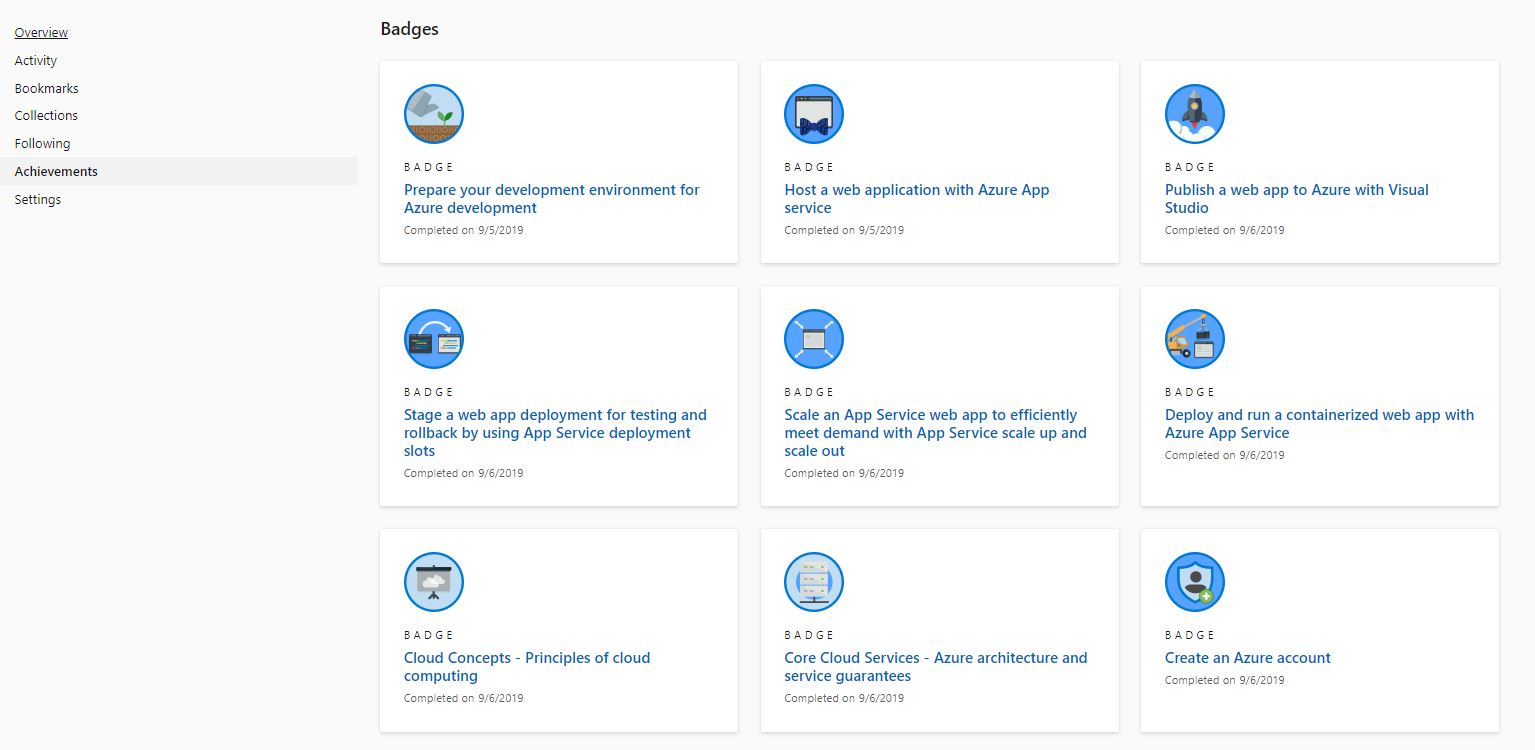 Overview
Activity
Bookmarks
Collections
Following
Achievements
Settings
Badges
BADGE
Prepare your development environment for
Azure development
Completed on 9/5/2019
BADGE
Host a web application with Azure App
service
Completed on 9/5/2019
BADGE
Publish a web app to Azure with Visual
Studio
Completed on 9/6/2019
BADGE
Stage a web app deployment for testing and
rollback by using App Service deployment
slots
Completed on 9/6/2019
BADGE
Scale an App Service web app to efficiently
meet demand with App Service scale up and
scale out
Completed on 9/6/2019
BADGE
Deploy and run a containerized web app with
Azure App Service
Completed on 9/6/2019
BADGE
Cloud Concepts - Principles of cloud
computing
Completed on 9/6/2019
BADGE
Core Cloud Services - Azure architecture and
service guarantees
Completed on 9/6/2019
BADGE
Create an Azure account
Completed on 9/6/2019